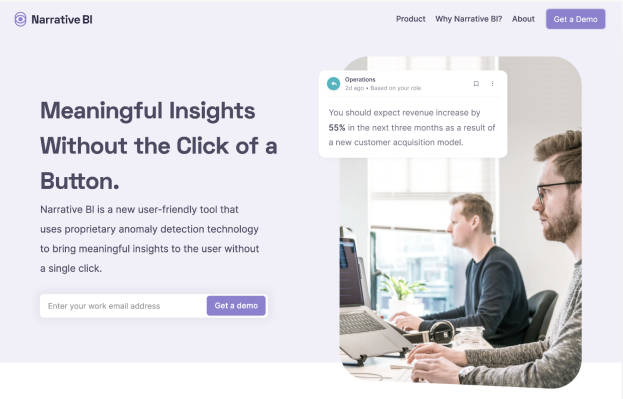 Narrative BI
Product Why Narrative BI? About Get a Demo
Operations
2d ago • Based on your role
You should expect revenue increase by
55% in the next three months as a result of
a new customer acquisition model.
Meaningful Insights
Without the Click of a
Button.
Narrative BI is a new user-friendly tool that
uses proprietary anomaly detection technology
to bring meaningful insights to the user without
a single click.
Enter your work email address Get a demo